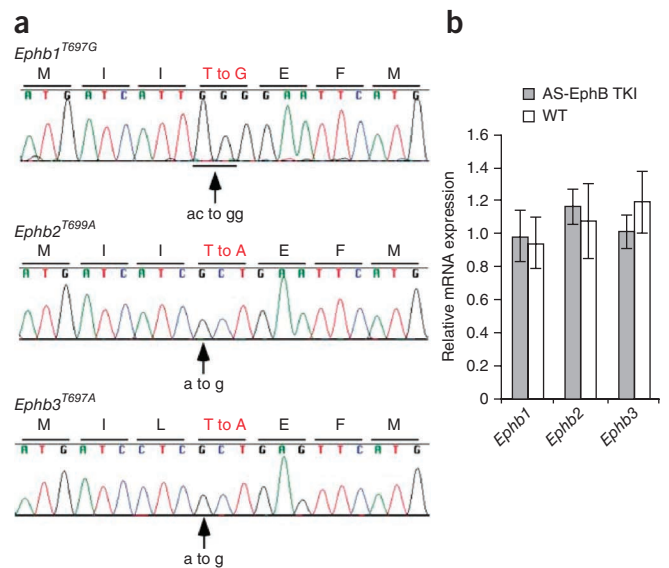 a
Ephb1T697G
M I I T to G E F M
A T G A T C A T T G G G G A A T T C A T G
ac to gg
Ephb2T699A
M I I T to A E F M
A T G A T C A T C G C T G A A T T C A T G
a to g
Ephb3T697A
M I L T to A E F M
A T G A T C C T C G C T G A G T T C A T G
a to g
b
AS-EphB TKI
WT
Relative mRNA expression
1.6
1.4
1.2
1.0
0.8
0.6
0.4
0.2
0
Ephb1 Ephb2 Ephb3